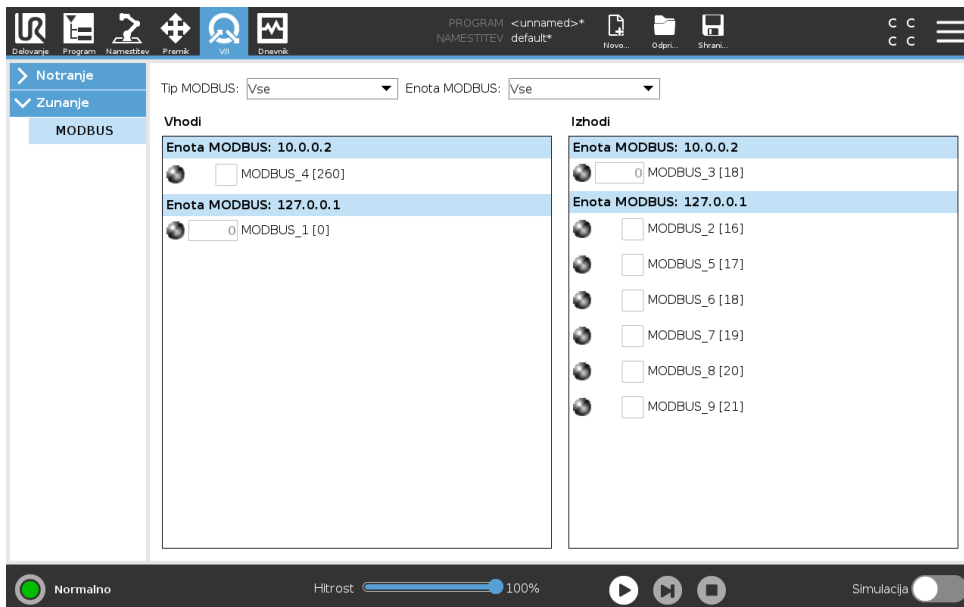 UR
PROGRAM <unnamed>*
NAMESTITEV default*
C C
C C
Delovanje Program Namestitev Premik V/I Dnevnik Novo... Odpri... Shrani...
Notranje
Zunanje
MODBUS
Tip MODBUS: Vse Enota MODBUS: Vse
Vhodi
Enota MODBUS: 10.0.0.2
MODBUS_4 [260]
Enota MODBUS: 127.0.0.1
0 MODBUS_1 [0]
Izhodi
Enota MODBUS: 10.0.0.2
0 MODBUS_3 [18]
Enota MODBUS: 127.0.0.1
MODBUS_2 [16]
MODBUS_5 [17]
MODBUS_6 [18]
MODBUS_7 [19]
MODBUS_8 [20]
MODBUS_9 [21]
Normalno Hitrost 100% Simulacija